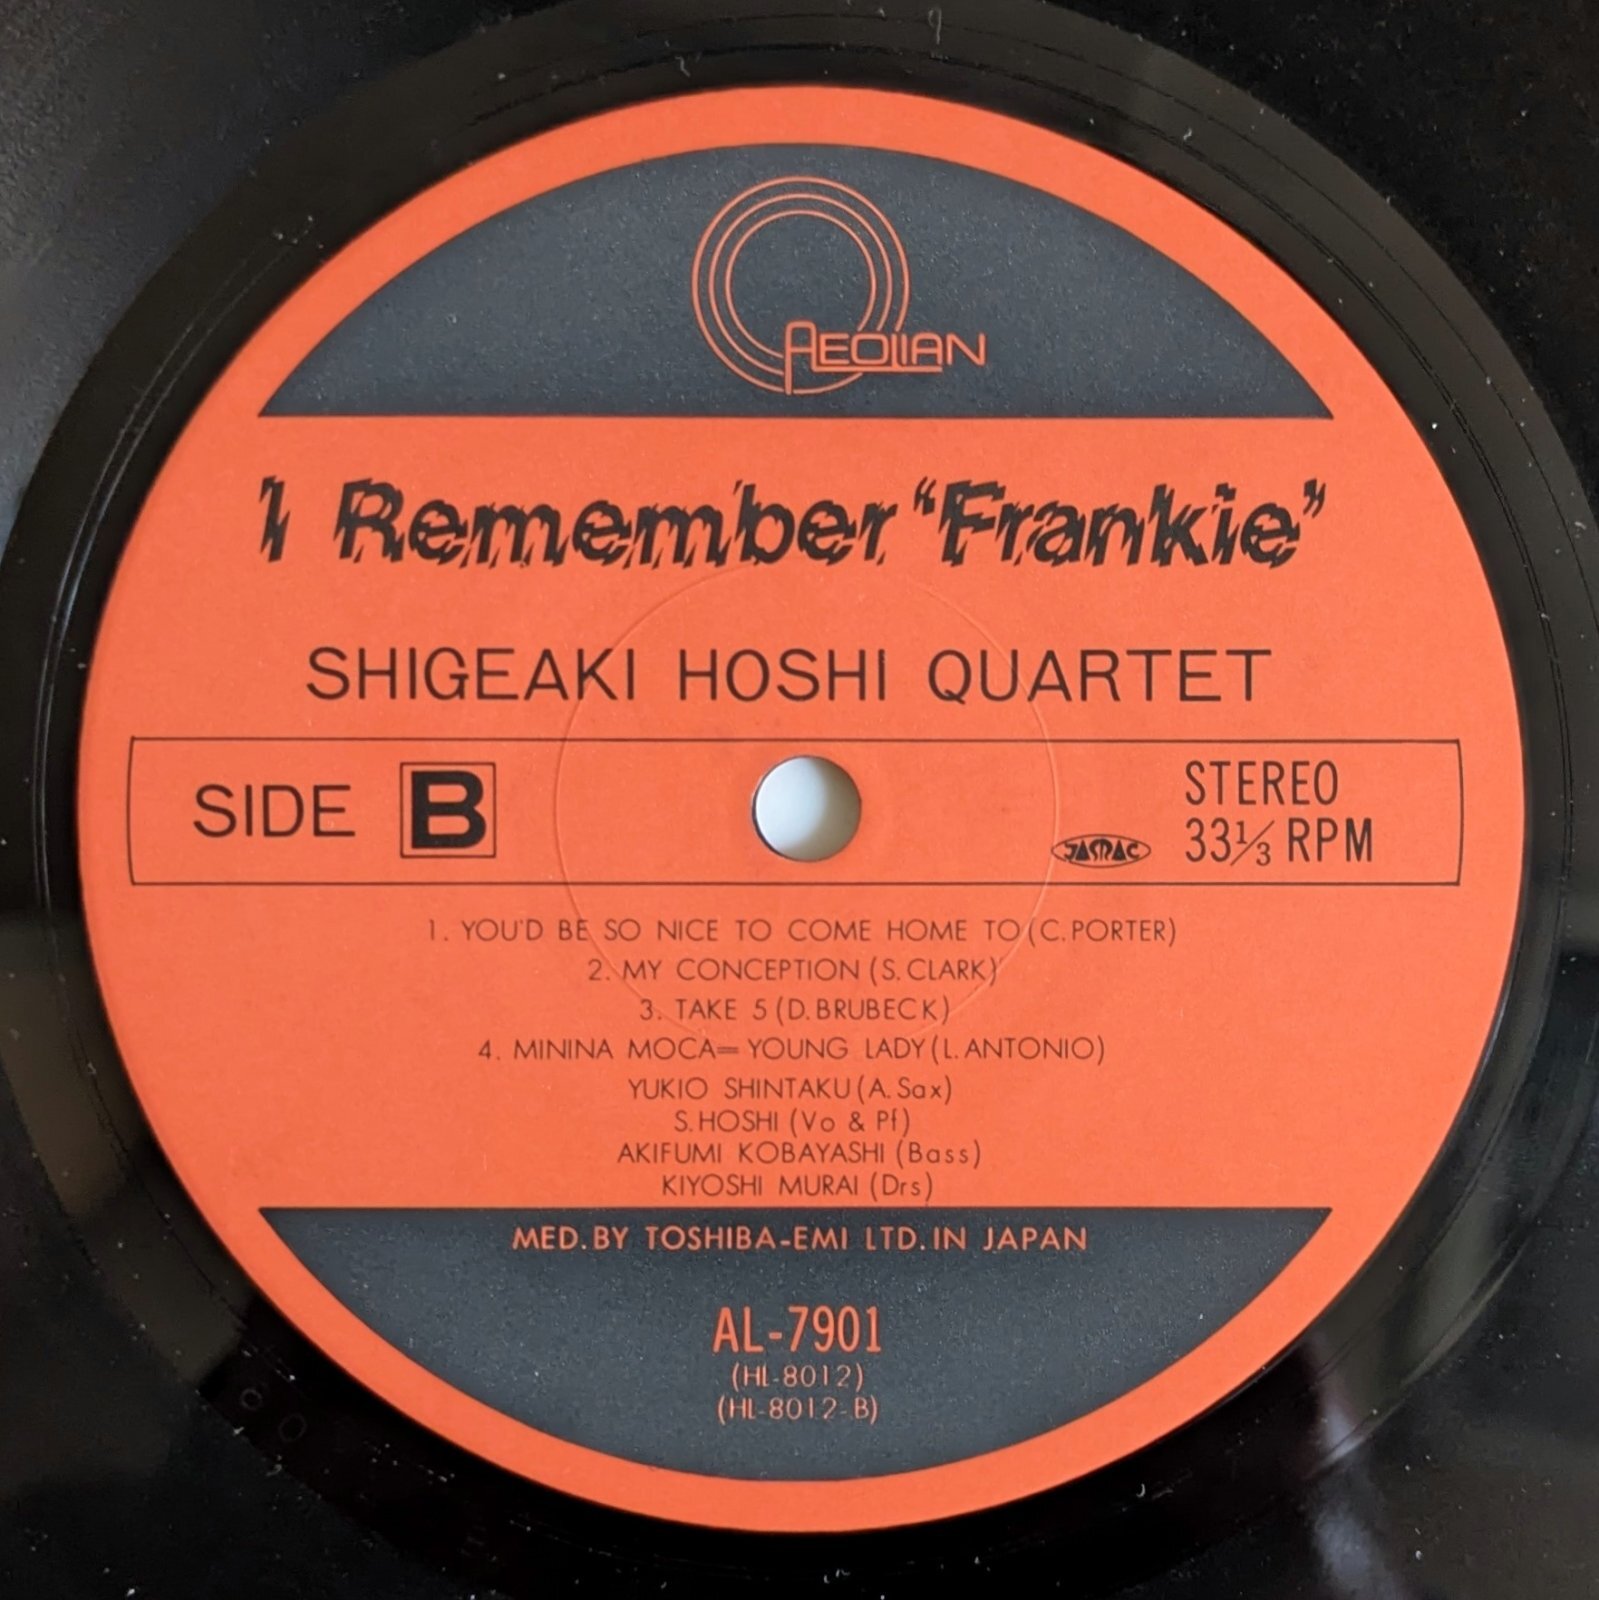 AEOLIAN
I Remember "Frankie"
SHIGEAKI HOSHI QUARTET
SIDE B
STEREO
JASRAC
33⅓ RPM
1. YOU'D BE SO NICE TO COME HOME TO (C. PORTER)
2. MY CONCEPTION (S. CLARK)
3. TAKE 5 (D. BRUBECK)
4. MININA MOCA=YOUNG LADY (L. ANTONIO)
YUKIO SHINTAKU (A. Sax)
S. HOSHI (Vo & Pf)
AKIFUMI KOBAYASHI (Bass)
KIYOSHI MURAI (Drs)
MED. BY TOSHIBA-EMI LTD. IN JAPAN
AL-7901
(HL-8012)
(HL-8012-B)